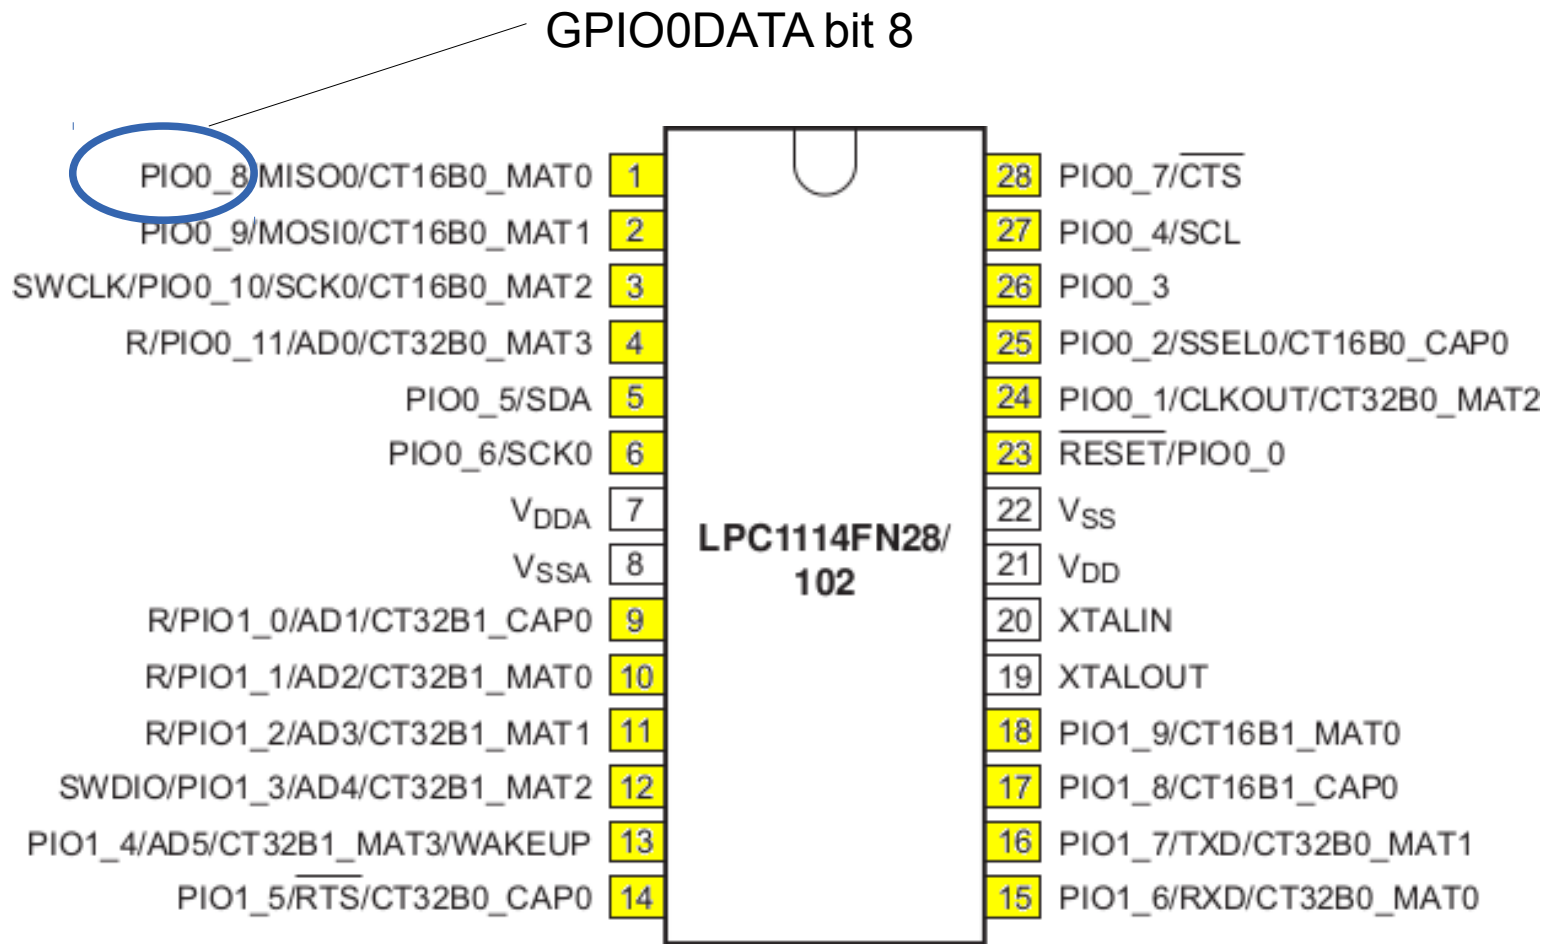 GPIO0DATA bit 8
PIO0_8/MISO0/CT16B0_MAT0 1
PIO0_9/MOSI0/CT16B0_MAT1 2
SWCLK/PIO0_10/SCK0/CT16B0_MAT2 3
R/PIO0_11/AD0/CT32B0_MAT3 4
PIO0_5/SDA 5
PIO0_6/SCK0 6
VDDA 7
VSSA 8
R/PIO1_0/AD1/CT32B1_CAP0 9
R/PIO1_1/AD2/CT32B1_MAT0 10
R/PIO1_2/AD3/CT32B1_MAT1 11
SWDIO/PIO1_3/AD4/CT32B1_MAT2 12
PIO1_4/AD5/CT32B1_MAT3/WAKEUP 13
PIO1_5/RTS/CT32B0_CAP0 14
LPC1114FN28/
102
28 PIO0_7/CTS
27 PIO0_4/SCL
26 PIO0_3
25 PIO0_2/SSEL0/CT16B0_CAP0
24 PIO0_1/CLKOUT/CT32B0_MAT2
23 RESET/PIO0_0
22 VSS
21 VDD
20 XTALIN
19 XTALOUT
18 PIO1_9/CT16B1_MAT0
17 PIO1_8/CT16B1_CAP0
16 PIO1_7/TXD/CT32B0_MAT1
15 PIO1_6/RXD/CT32B0_MAT0